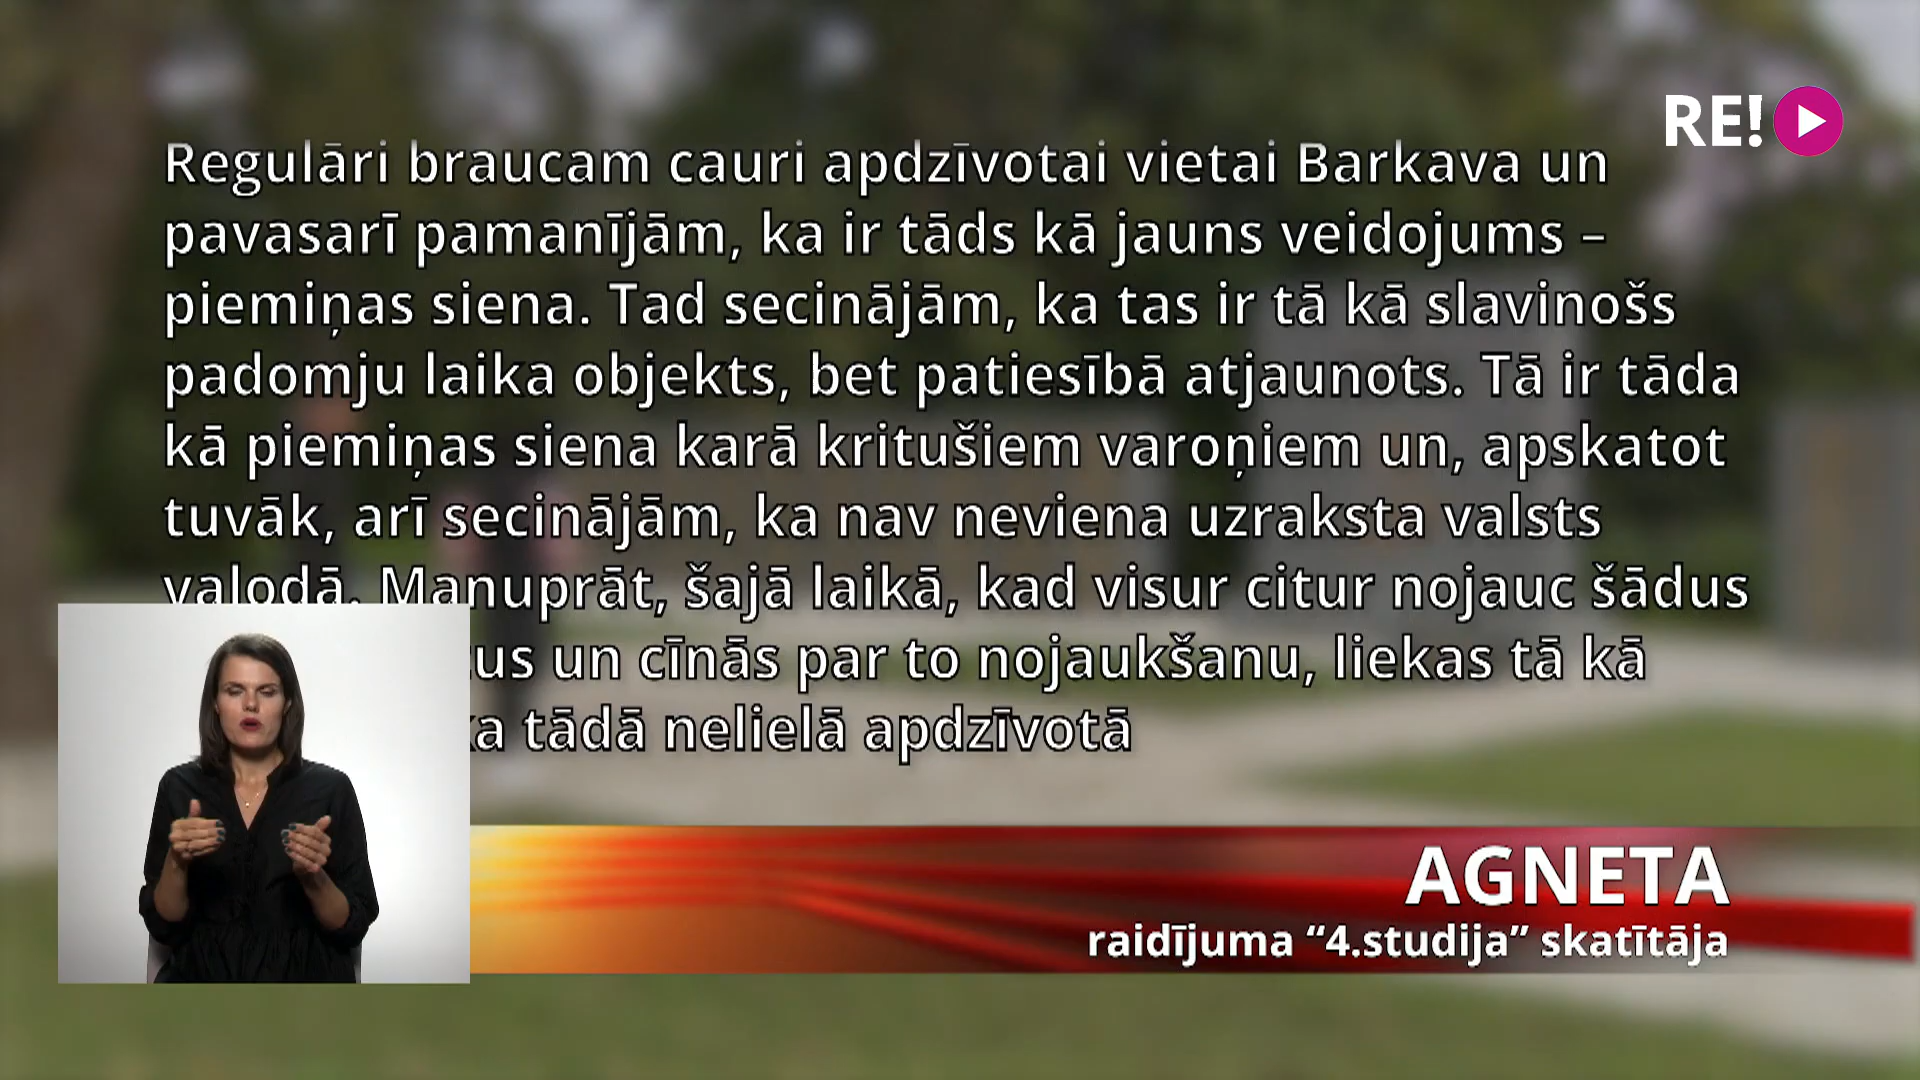 RE!
Regulāri braucam cauri apdzīvotai vietai Barkava un
pavasarī pamanījām, ka ir tāds kā jauns veidojums –
piemiņas siena. Tad secinājām, ka tas ir tā kā slavinošs
padomju laika objekts, bet patiesībā atjaunots. Tā ir tāda
kā piemiņas siena karā kritušiem varoņiem un, apskatot
tuvāk, arī secinājām, ka nav neviena uzraksta valsts
valodā. Manuprāt, šajā laikā, kad visur citur nojauc šādus
un cīnās par to nojaukšanu, liekas tā kā
tādā nelielā apdzīvotā
AGNETA
raidījuma “4.studija” skatītāja